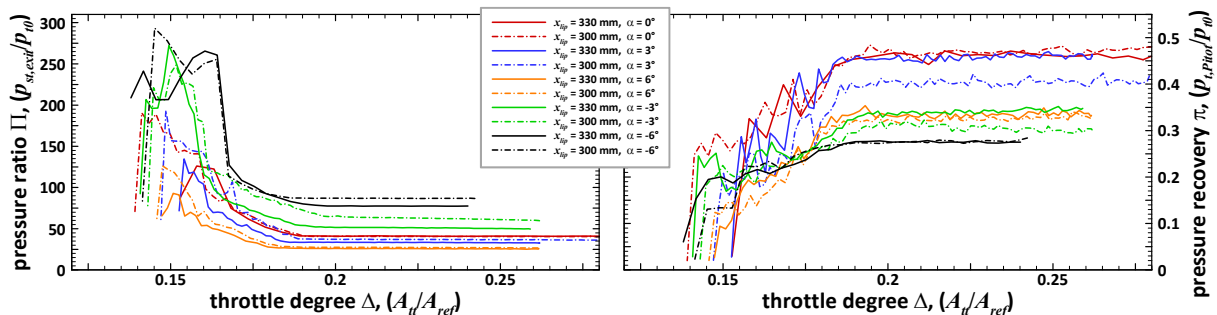 pressure ratio Π, (p_st,exit/p_t0)
300
250
200
150
100
50
0
0.15
0.2
0.25
throttle degree Δ, (A_tt/A_ref)
x_lip = 330 mm, α = 0°
x_lip = 300 mm, α = 0°
x_lip = 330 mm, α = 3°
x_lip = 300 mm, α = 3°
x_lip = 330 mm, α = 6°
x_lip = 300 mm, α = 6°
x_lip = 330 mm, α = -3°
x_lip = 300 mm, α = -3°
x_lip = 330 mm, α = -6°
x_lip = 300 mm, α = -6°
0.15
0.2
0.25
throttle degree Δ, (A_tt/A_ref)
0.5
0.4
0.3
0.2
0.1
0
pressure recovery π, (p_t,Pitot/p_t0)